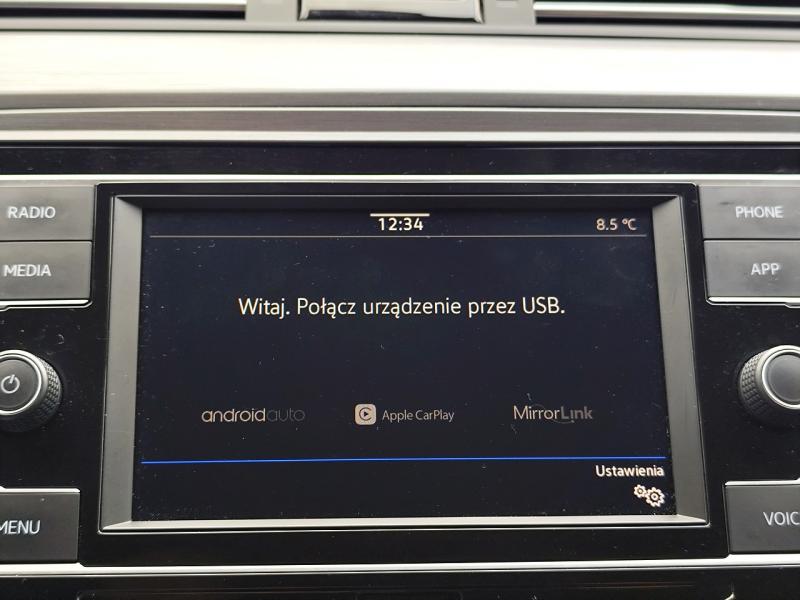 RADIO
PHONE
12:34
8.5 °C
MEDIA
APP
Witaj. Połącz urządzenie przez USB.
androidauto
Apple CarPlay
MirrorLink
Ustawienia
MENU
VOIC